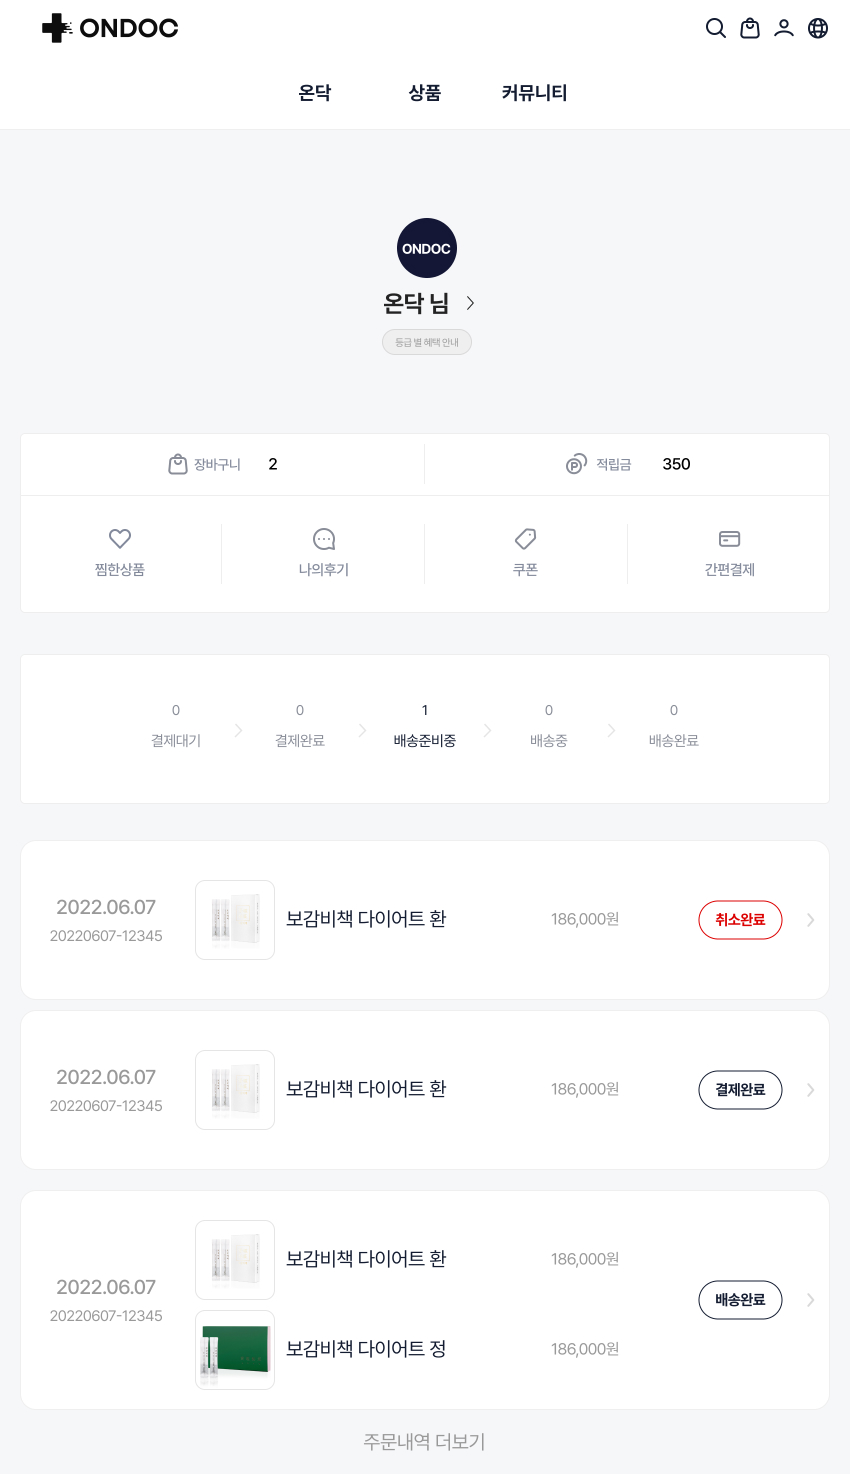 ONDOC
온닥 상품 커뮤니티
ONDOC
온닥 님
등급 별 혜택 안내
장바구니 2 적립금 350
찜한상품 나의후기 쿠폰 간편결제
0 0 1 0 0
결제대기 결제완료 배송준비중 배송중 배송완료
2022.06.07
20220607-12345
보감비책 다이어트 환 186,000원 취소완료
2022.06.07
20220607-12345
보감비책 다이어트 환 186,000원 결제완료
보감비책 다이어트 환 186,000원
2022.06.07
20220607-12345
배송완료
보감비책 다이어트 정 186,000원
주문내역 더보기